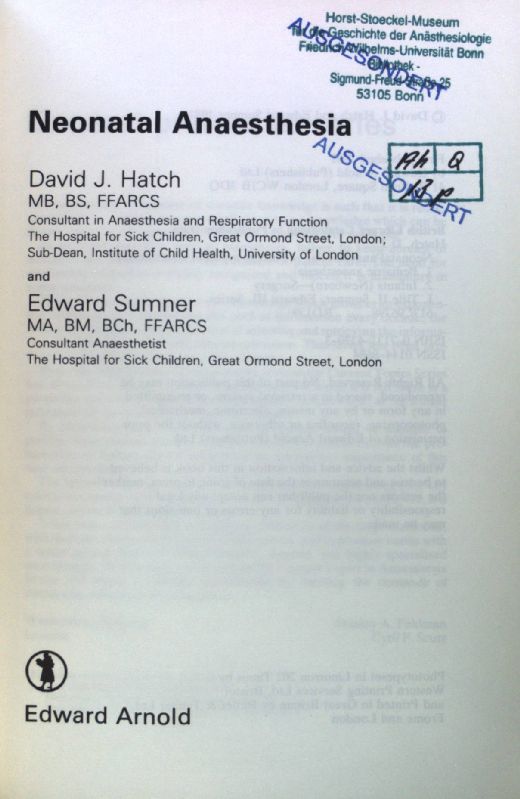 Horst-Stoeckel-Museum
für die Geschichte der Anästhesiologie
Friedrich-Wilhelms-Universität Bonn
- Bibliothek -
Sigmund-Freud-Straße 25
53105 Bonn
AUSGESONDERT
Neonatal Anaesthesia
AUSGESONDERT
David J. Hatch
MB, BS, FFARCS
Consultant in Anaesthesia and Respiratory Function
The Hospital for Sick Children, Great Ormond Street, London;
Sub-Dean, Institute of Child Health, University of London
and
Edward Sumner
MA, BM, BCh, FFARCS
Consultant Anaesthetist
The Hospital for Sick Children, Great Ormond Street, London
Edward Arnold